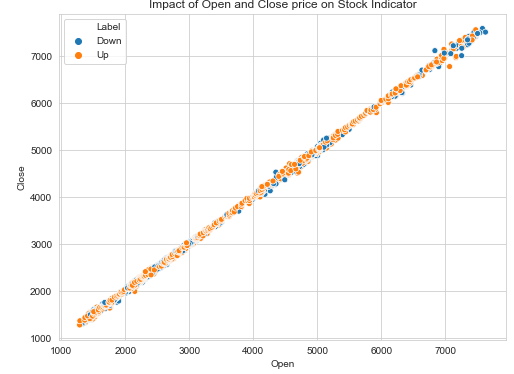 Impact of Open and Close price on Stock Indicator
Label
Down
Up
7000
6000
5000
4000
3000
2000
1000
Close
1000 2000 3000 4000 5000 6000 7000
Open